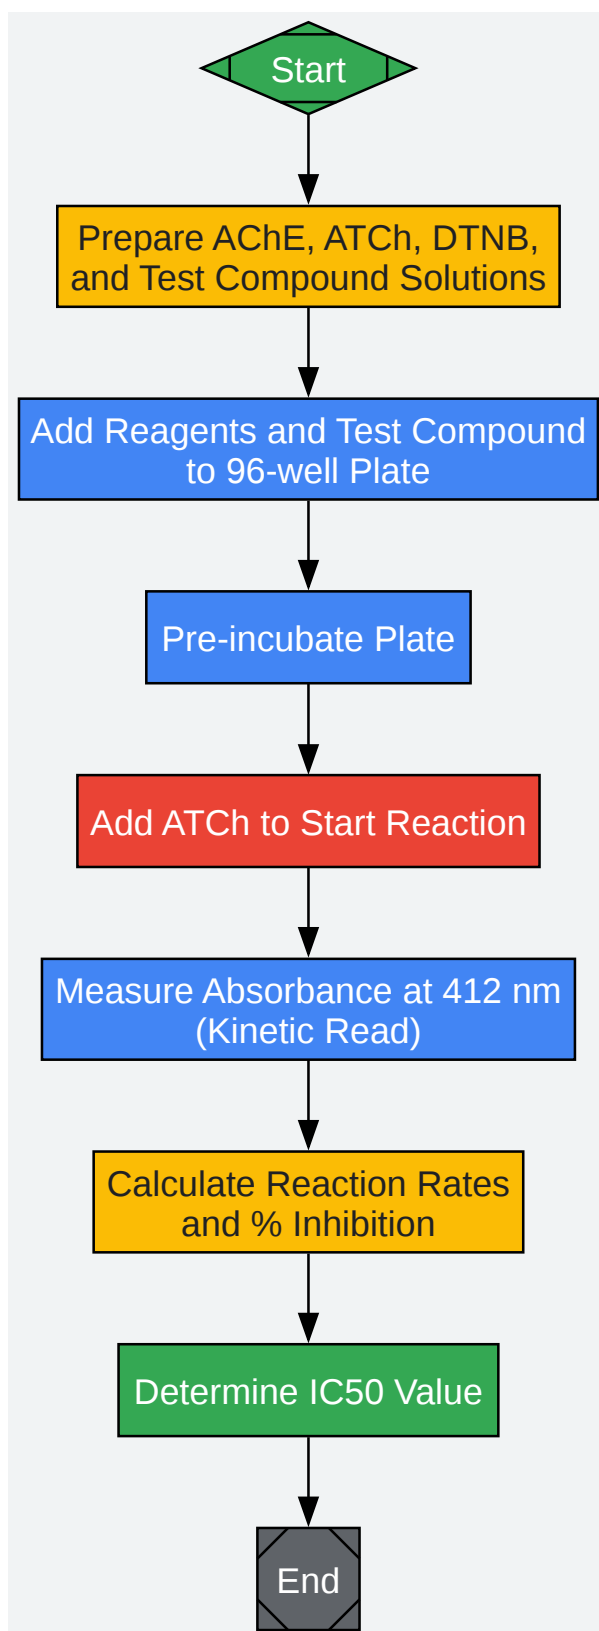 Start
Prepare AChE, ATCh, DTNB,
and Test Compound Solutions
Add Reagents and Test Compound
to 96-well Plate
Pre-incubate Plate
Add ATCh to Start Reaction
Measure Absorbance at 412 nm
(Kinetic Read)
Calculate Reaction Rates
and % Inhibition
Determine IC50 Value
End